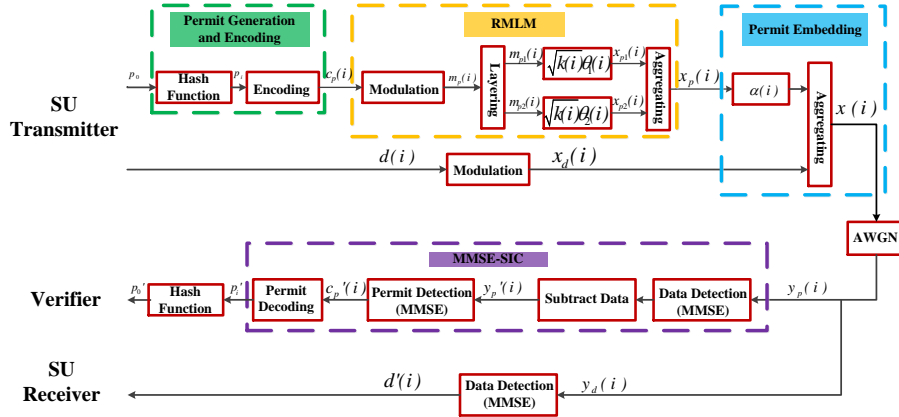 Permit Generation
and Encoding
RMLM
Permit Embedding
p₀
Hash
Function
pᵢ
Encoding
c_p(i)
Modulation
m_p(i)
Layering
m_p1(i)
√k(i)θ₁(i)
x_p1(i)
m_p2(i)
√k(i)θ₂(i)
x_p2(i)
Aggregating
x_p(i)
α(i)
Aggregating
x(i)
SU
Transmitter
d(i)
Modulation
x_d(i)
AWGN
MMSE-SIC
Verifier
p₀'
Hash
Function
pᵢ'
Permit
Decoding
c_p'(i)
Permit Detection
(MMSE)
y_p'(i)
Subtract Data
Data Detection
(MMSE)
y_p(i)
SU
Receiver
d'(i)
Data Detection
(MMSE)
y_d(i)